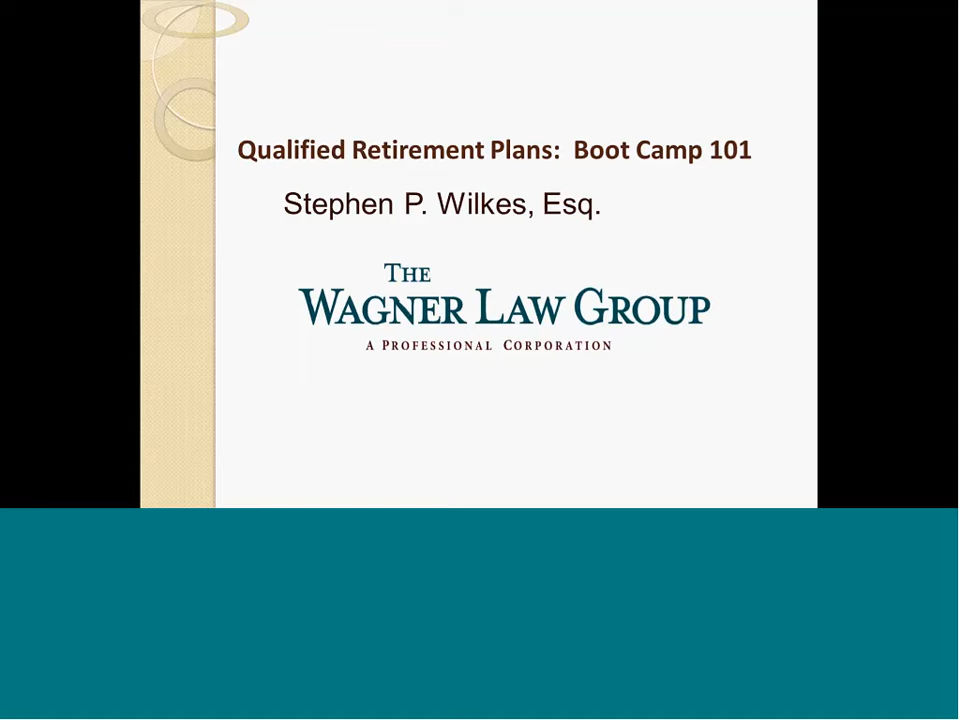 Qualified Retirement Plans:  Boot Camp 101
Stephen P. Wilkes, Esq.
THE
WAGNER LAW GROUP
A PROFESSIONAL CORPORATION